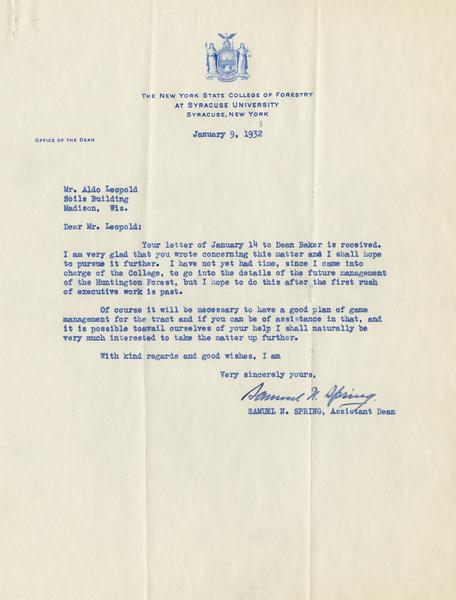 THE NEW YORK STATE COLLEGE OF FORESTRY
AT SYRACUSE UNIVERSITY
SYRACUSE, NEW YORK
OFFICE OF THE DEAN
January 9, 1932
3
Mr. Aldo Leopold
Soils Building
Madison, Wis.
Dear Mr. Leopold:
Your letter of January 14 to Dean Baker is received.
I am very glad that you wrote concerning this matter and I shall hope
to pursue it further. I have not yet had time, since I came into
charge of the College, to go into the details of the future management
of the Huntington Forest, but I hope to do this after the first rush
of executive work is past.
Of course it will be necessary to have a good plan of game
management for the tract and if you can be of assistance in that, and
it is possible toavail ourselves of your help I shall naturally be
very much interested to take the matter up further.
With kind regards and good wishes, I am
Very sincerely yours,
Samuel N. Spring.
SAMUEL N. SPRING, Assistant Dean